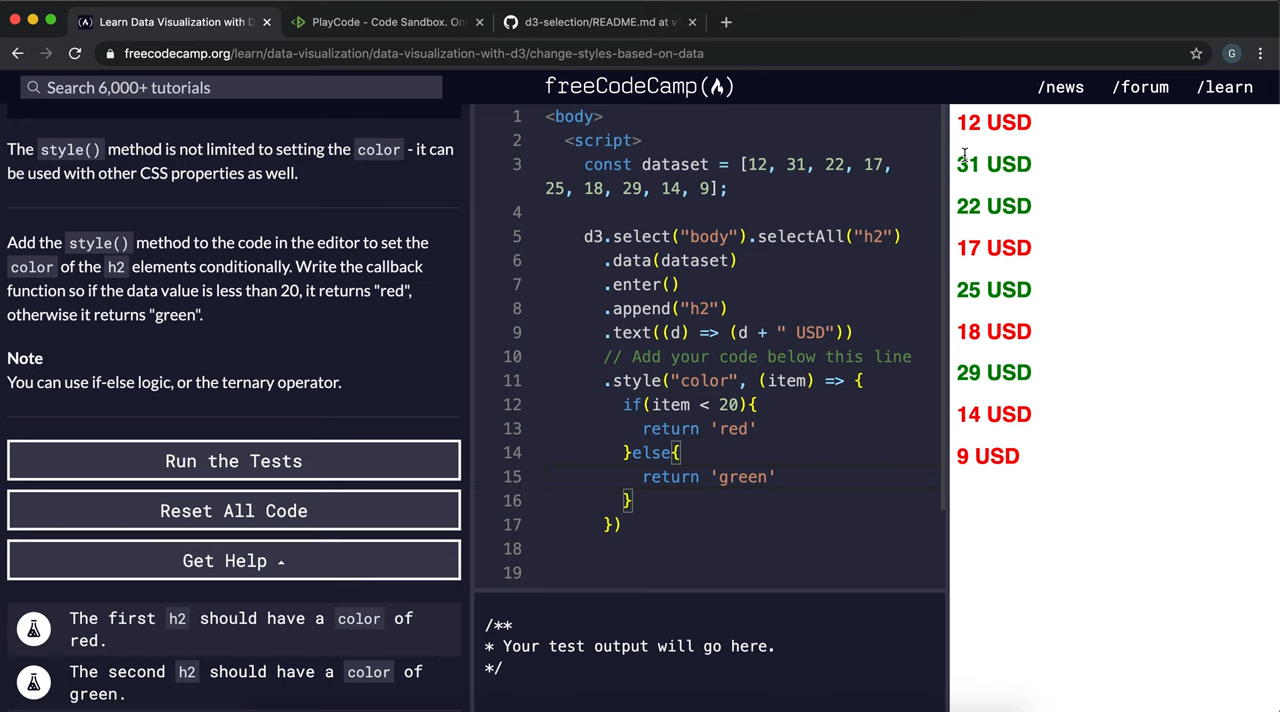 Learn Data Visualization with D
PlayCode - Code Sandbox. Onl
d3-selection/README.md at v
freecodecamp.org/learn/data-visualization/data-visualization-with-d3/change-styles-based-on-data
G
Search 6,000+ tutorials
freeCodeCamp
/news
/forum
/learn
The style() method is not limited to setting the color - it can
be used with other CSS properties as well.
Add the style() method to the code in the editor to set the
color of the h2 elements conditionally. Write the callback
function so if the data value is less than 20, it returns "red",
otherwise it returns "green".
Note
You can use if-else logic, or the ternary operator.
Run the Tests
Reset All Code
Get Help
The first h2 should have a color of
red.
The second h2 should have a color of
green.
1 <body>
2 <script>
3 const dataset = [12, 31, 22, 17,
25, 18, 29, 14, 9];
4
5 d3.select("body").selectAll("h2")
6 .data(dataset)
7 .enter()
8 .append("h2")
9 .text((d) => (d + " USD"))
10 // Add your code below this line
11 .style("color", (item) => {
12 if(item < 20){
13 return 'red'
14 }else{
15 return 'green'
16 }
17 })
18
19
/**
* Your test output will go here.
*/
12 USD
31 USD
22 USD
17 USD
25 USD
18 USD
29 USD
14 USD
9 USD